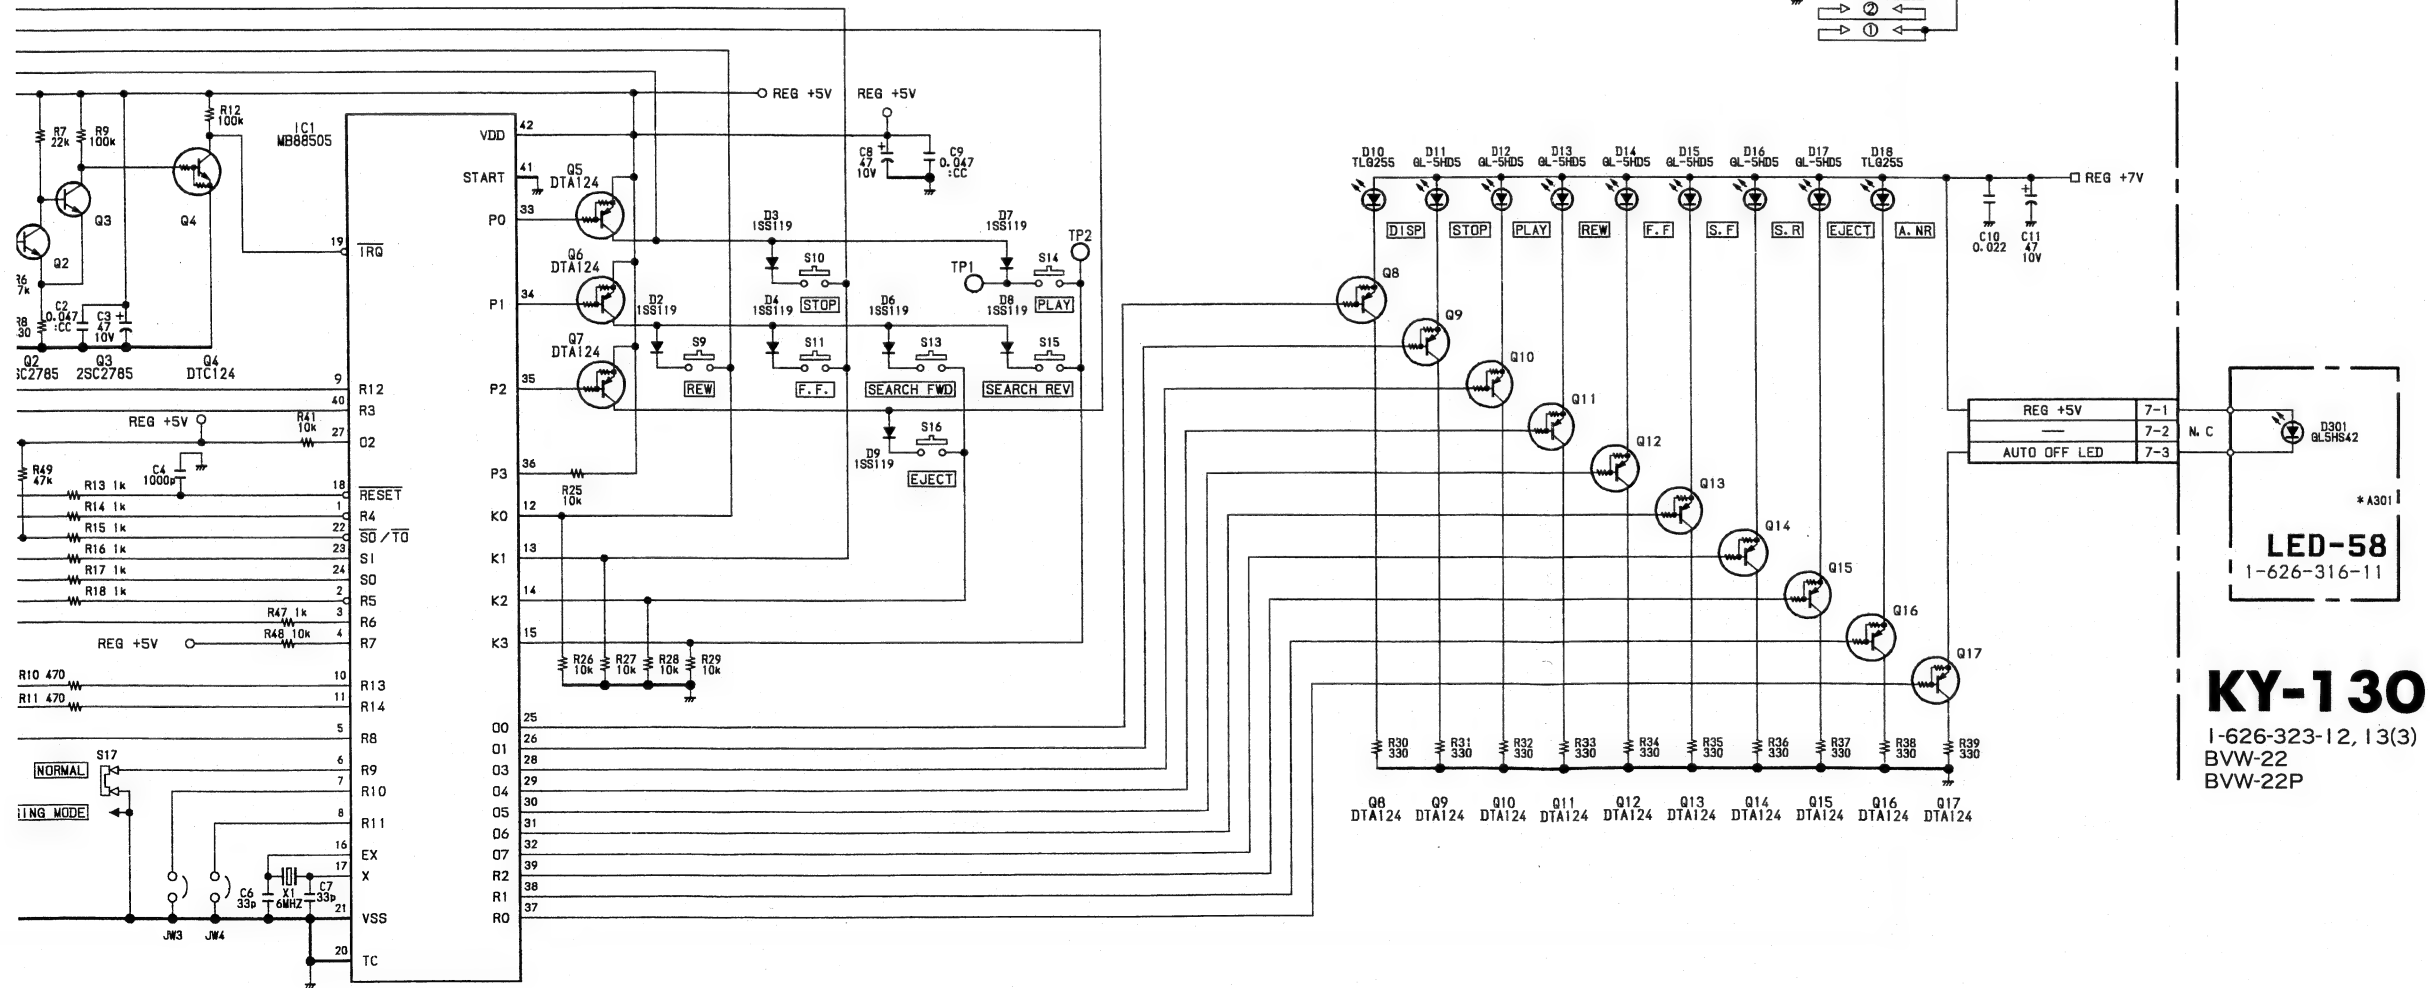 ②
①
REG +5V
REG +5V
R12
100k
R7
22k
R9
100k
IC1
MB88505
VDD
42
C8
47
10V
C9
0.047
:CC
START
41
Q5
DTA124
P0
33
Q3
Q4
Q2
19
IRQ
D3
1SS119
D7
1SS119
TP2
Q6
DTA124
S10
STOP
TP1
S14
PLAY
P1
34
D2
1SS119
D4
1SS119
D6
1SS119
D8
1SS119
C2
0.047
:CC
C3
47
10V
Q7
DTA124
S9
REW
S11
F.F.
S13
SEARCH FWD
S15
SEARCH REV
Q2
Q3
2SC2785
Q4
DTC124
9
R12
40
R3
P2
35
REG +5V
R41
10k
27
O2
D9
1SS119
S16
EJECT
R49
47k
C4
1000p
P3
36
R25
10k
R13 1k
18
RESET
R14 1k
1
R4
R15 1k
22
SO/TO
R16 1k
23
SI
R17 1k
24
SO
R18 1k
2
R5
R47 1k
3
R6
REG +5V
R48 10k
4
R7
K0
12
K1
13
K2
14
K3
15
R26
10k
R27
10k
R28
10k
R29
10k
R10 470
10
R13
R11 470
11
R14
5
R8
S17
NORMAL
6
R9
7
R10
MODE
8
R11
16
EX
17
X
C6
33p
X1
6MHZ
C7
33p
21
VSS
JW3
JW4
20
TC
O0
25
O1
26
O3
28
O4
29
O5
30
O6
31
O7
32
R2
39
R1
38
R0
37
D10
TLG255
D11
GL-5HD5
D12
GL-5HD5
D13
GL-5HD5
D14
GL-5HD5
D15
GL-5HD5
D16
GL-5HD5
D17
GL-5HD5
D18
TLG255
REG +7V
DISP
STOP
PLAY
REW
F.F
S.F
S.R
EJECT
A.NR
C10
0.022
C11
47
10V
Q8
Q9
Q10
Q11
Q12
Q13
Q14
Q15
Q16
Q17
R30
330
R31
330
R32
330
R33
330
R34
330
R35
330
R36
330
R37
330
R38
330
R39
330
Q8
DTA124
Q9
DTA124
Q10
DTA124
Q11
DTA124
Q12
DTA124
Q13
DTA124
Q14
DTA124
Q15
DTA124
Q16
DTA124
Q17
DTA124
REG +5V 7-1
— 7-2 N.C
AUTO OFF LED 7-3
D301
GL5HS42
*A301
LED-58
1-626-316-11
KY-130
1-626-323-12, 13(3)
BVW-22
BVW-22P